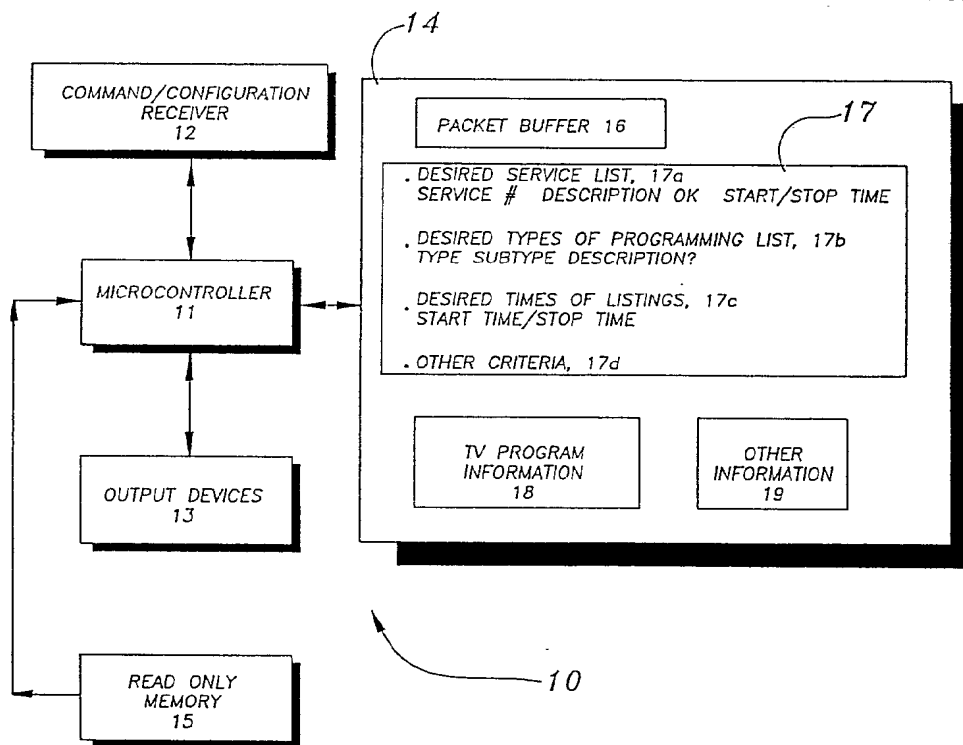 14
COMMAND/CONFIGURATION
RECEIVER
12
PACKET BUFFER 16
17
. DESIRED SERVICE LIST, 17a
SERVICE # DESCRIPTION OK START/STOP TIME
. DESIRED TYPES OF PROGRAMMING LIST, 17b
TYPE SUBTYPE DESCRIPTION?
MICROCONTROLLER
11
. DESIRED TIMES OF LISTINGS, 17c
START TIME/STOP TIME
. OTHER CRITERIA, 17d
OUTPUT DEVICES
13
TV PROGRAM
INFORMATION
18
OTHER
INFORMATION
19
10
READ ONLY
MEMORY
15